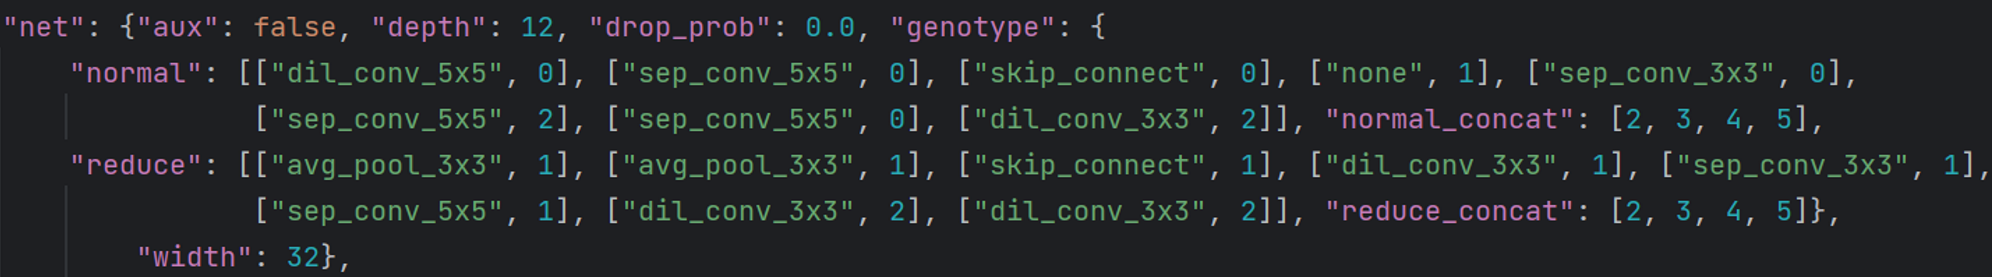 "net": {"aux": false, "depth": 12, "drop_prob": 0.0, "genotype": {
"normal": [["dil_conv_5x5", 0], ["sep_conv_5x5", 0], ["skip_connect", 0], ["none", 1], ["sep_conv_3x3", 0],
["sep_conv_5x5", 2], ["sep_conv_5x5", 0], ["dil_conv_3x3", 2]], "normal_concat": [2, 3, 4, 5],
"reduce": [["avg_pool_3x3", 1], ["avg_pool_3x3", 1], ["skip_connect", 1], ["dil_conv_3x3", 1], ["sep_conv_3x3", 1],
["sep_conv_5x5", 1], ["dil_conv_3x3", 2], ["dil_conv_3x3", 2]], "reduce_concat": [2, 3, 4, 5]},
"width": 32},